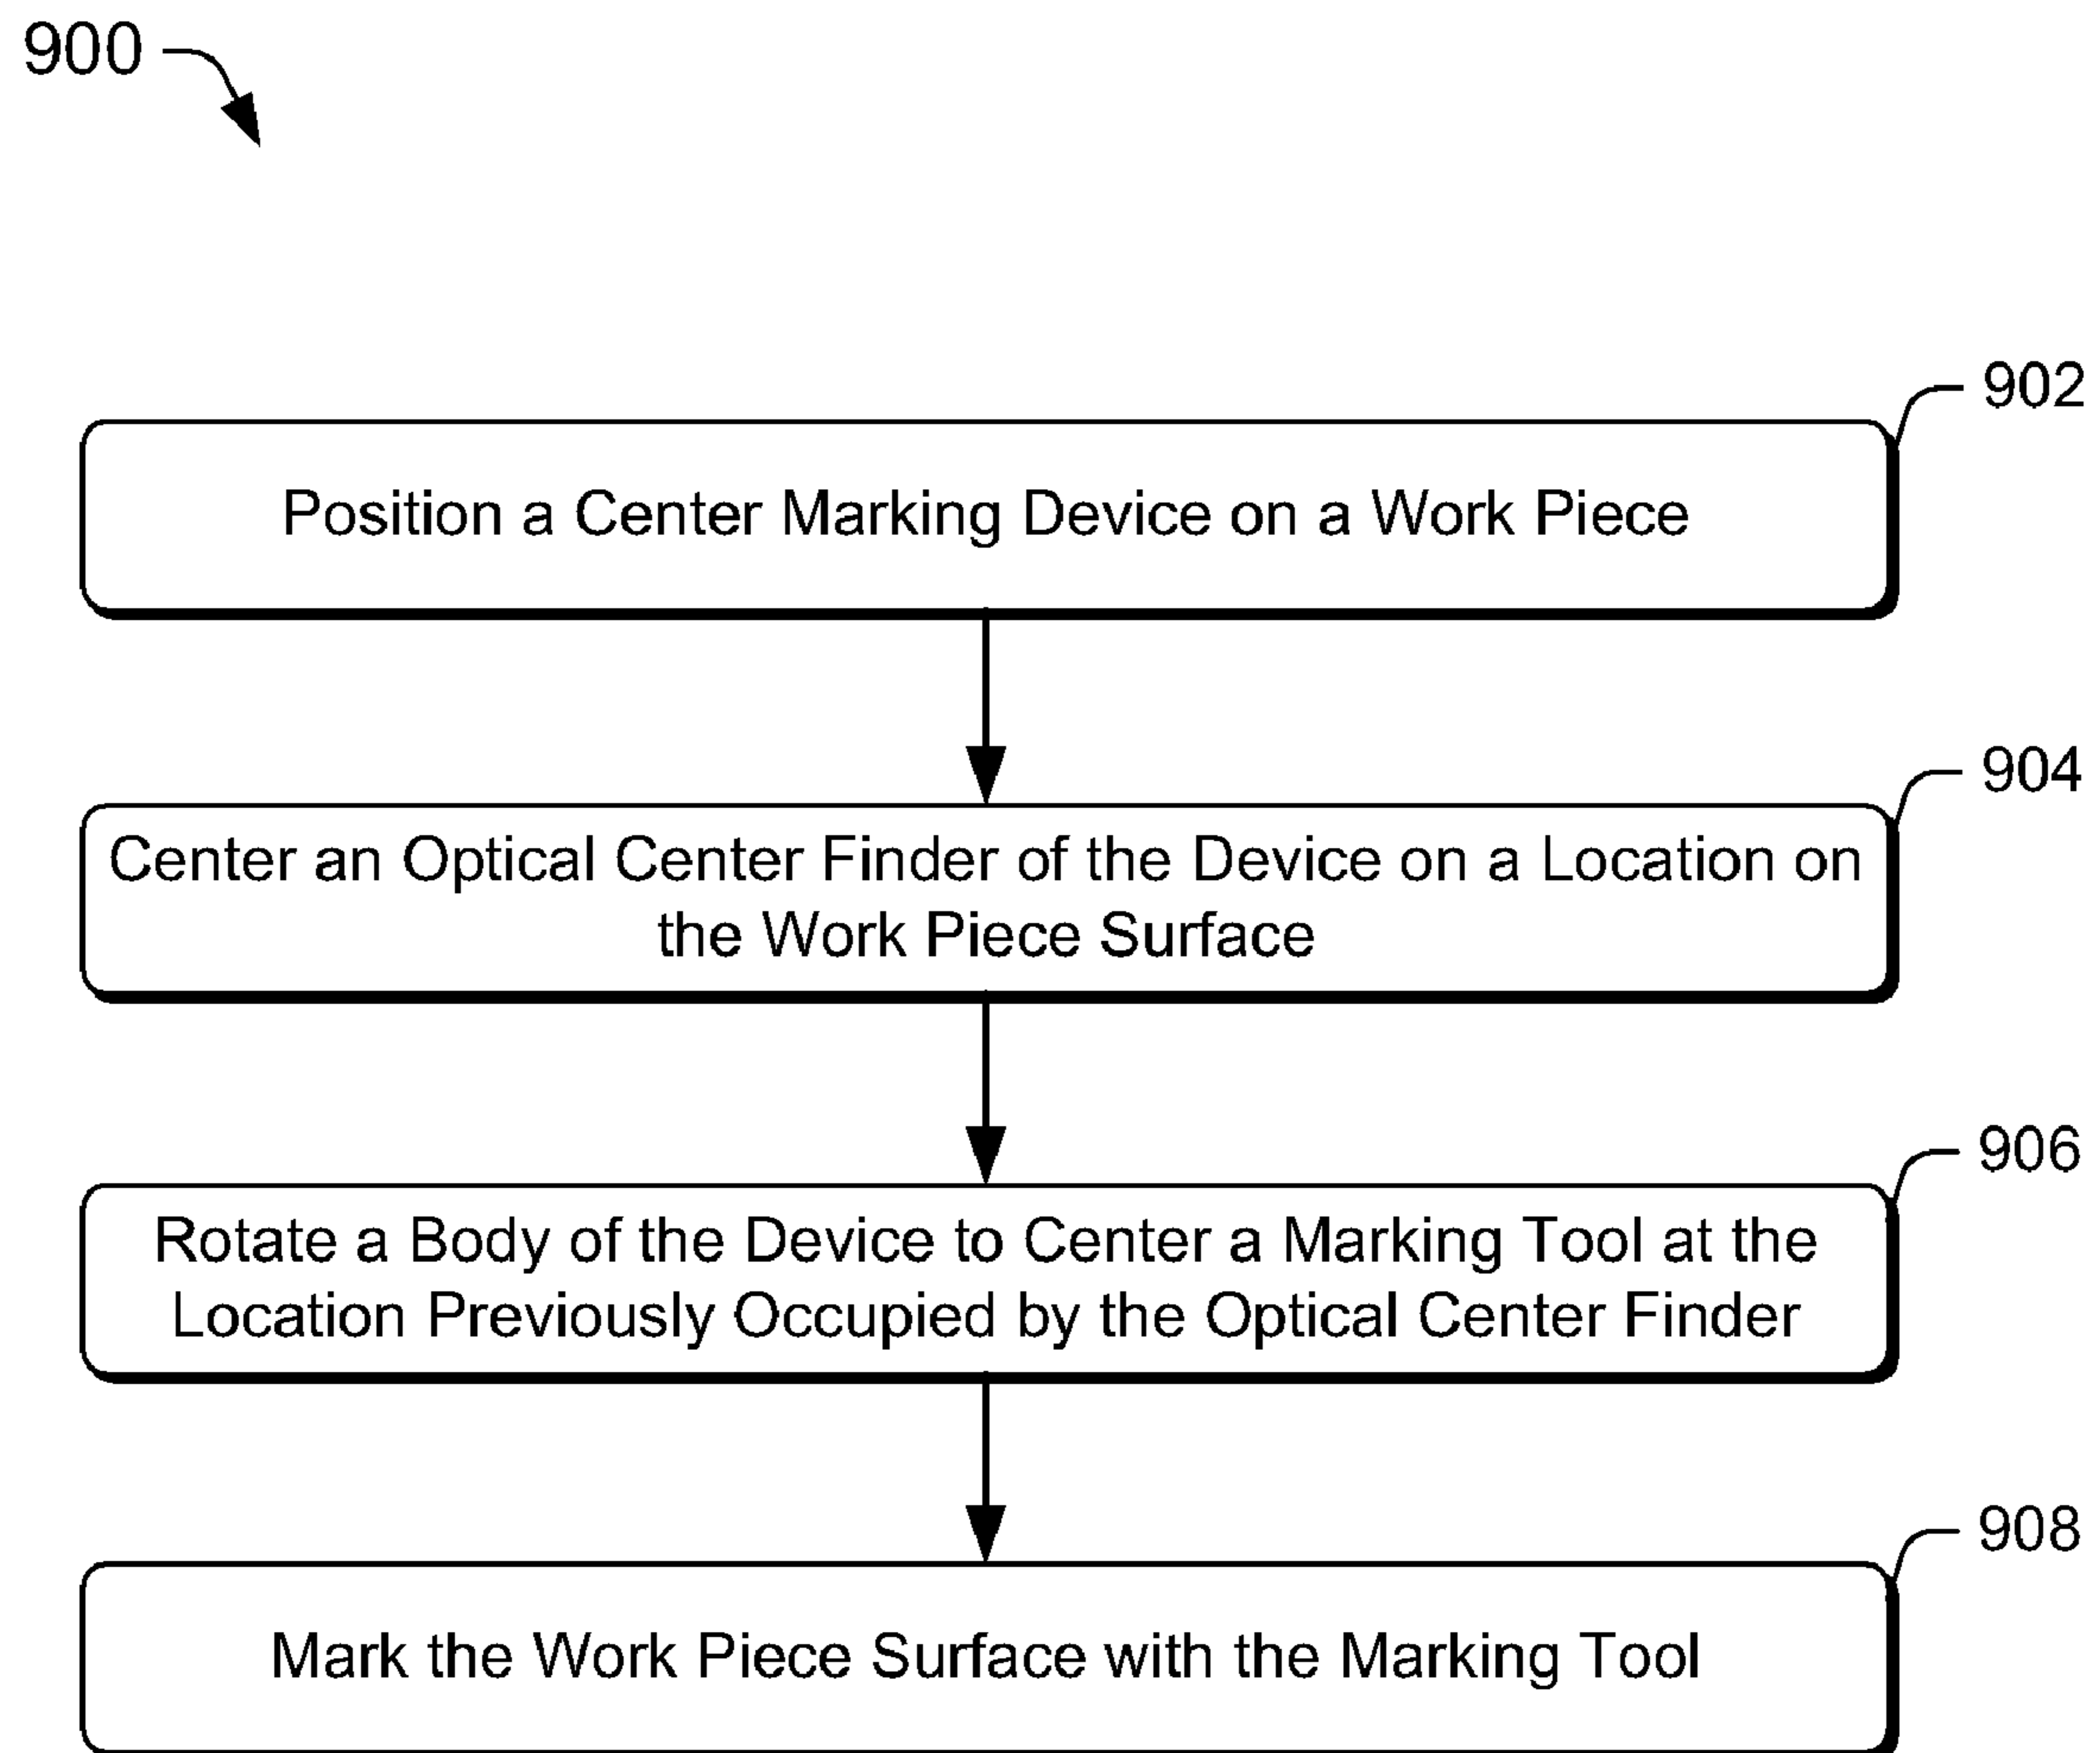 900
902
Position a Center Marking Device on a Work Piece
904
Center an Optical Center Finder of the Device on a Location on
the Work Piece Surface
906
Rotate a Body of the Device to Center a Marking Tool at the
Location Previously Occupied by the Optical Center Finder
908
Mark the Work Piece Surface with the Marking Tool